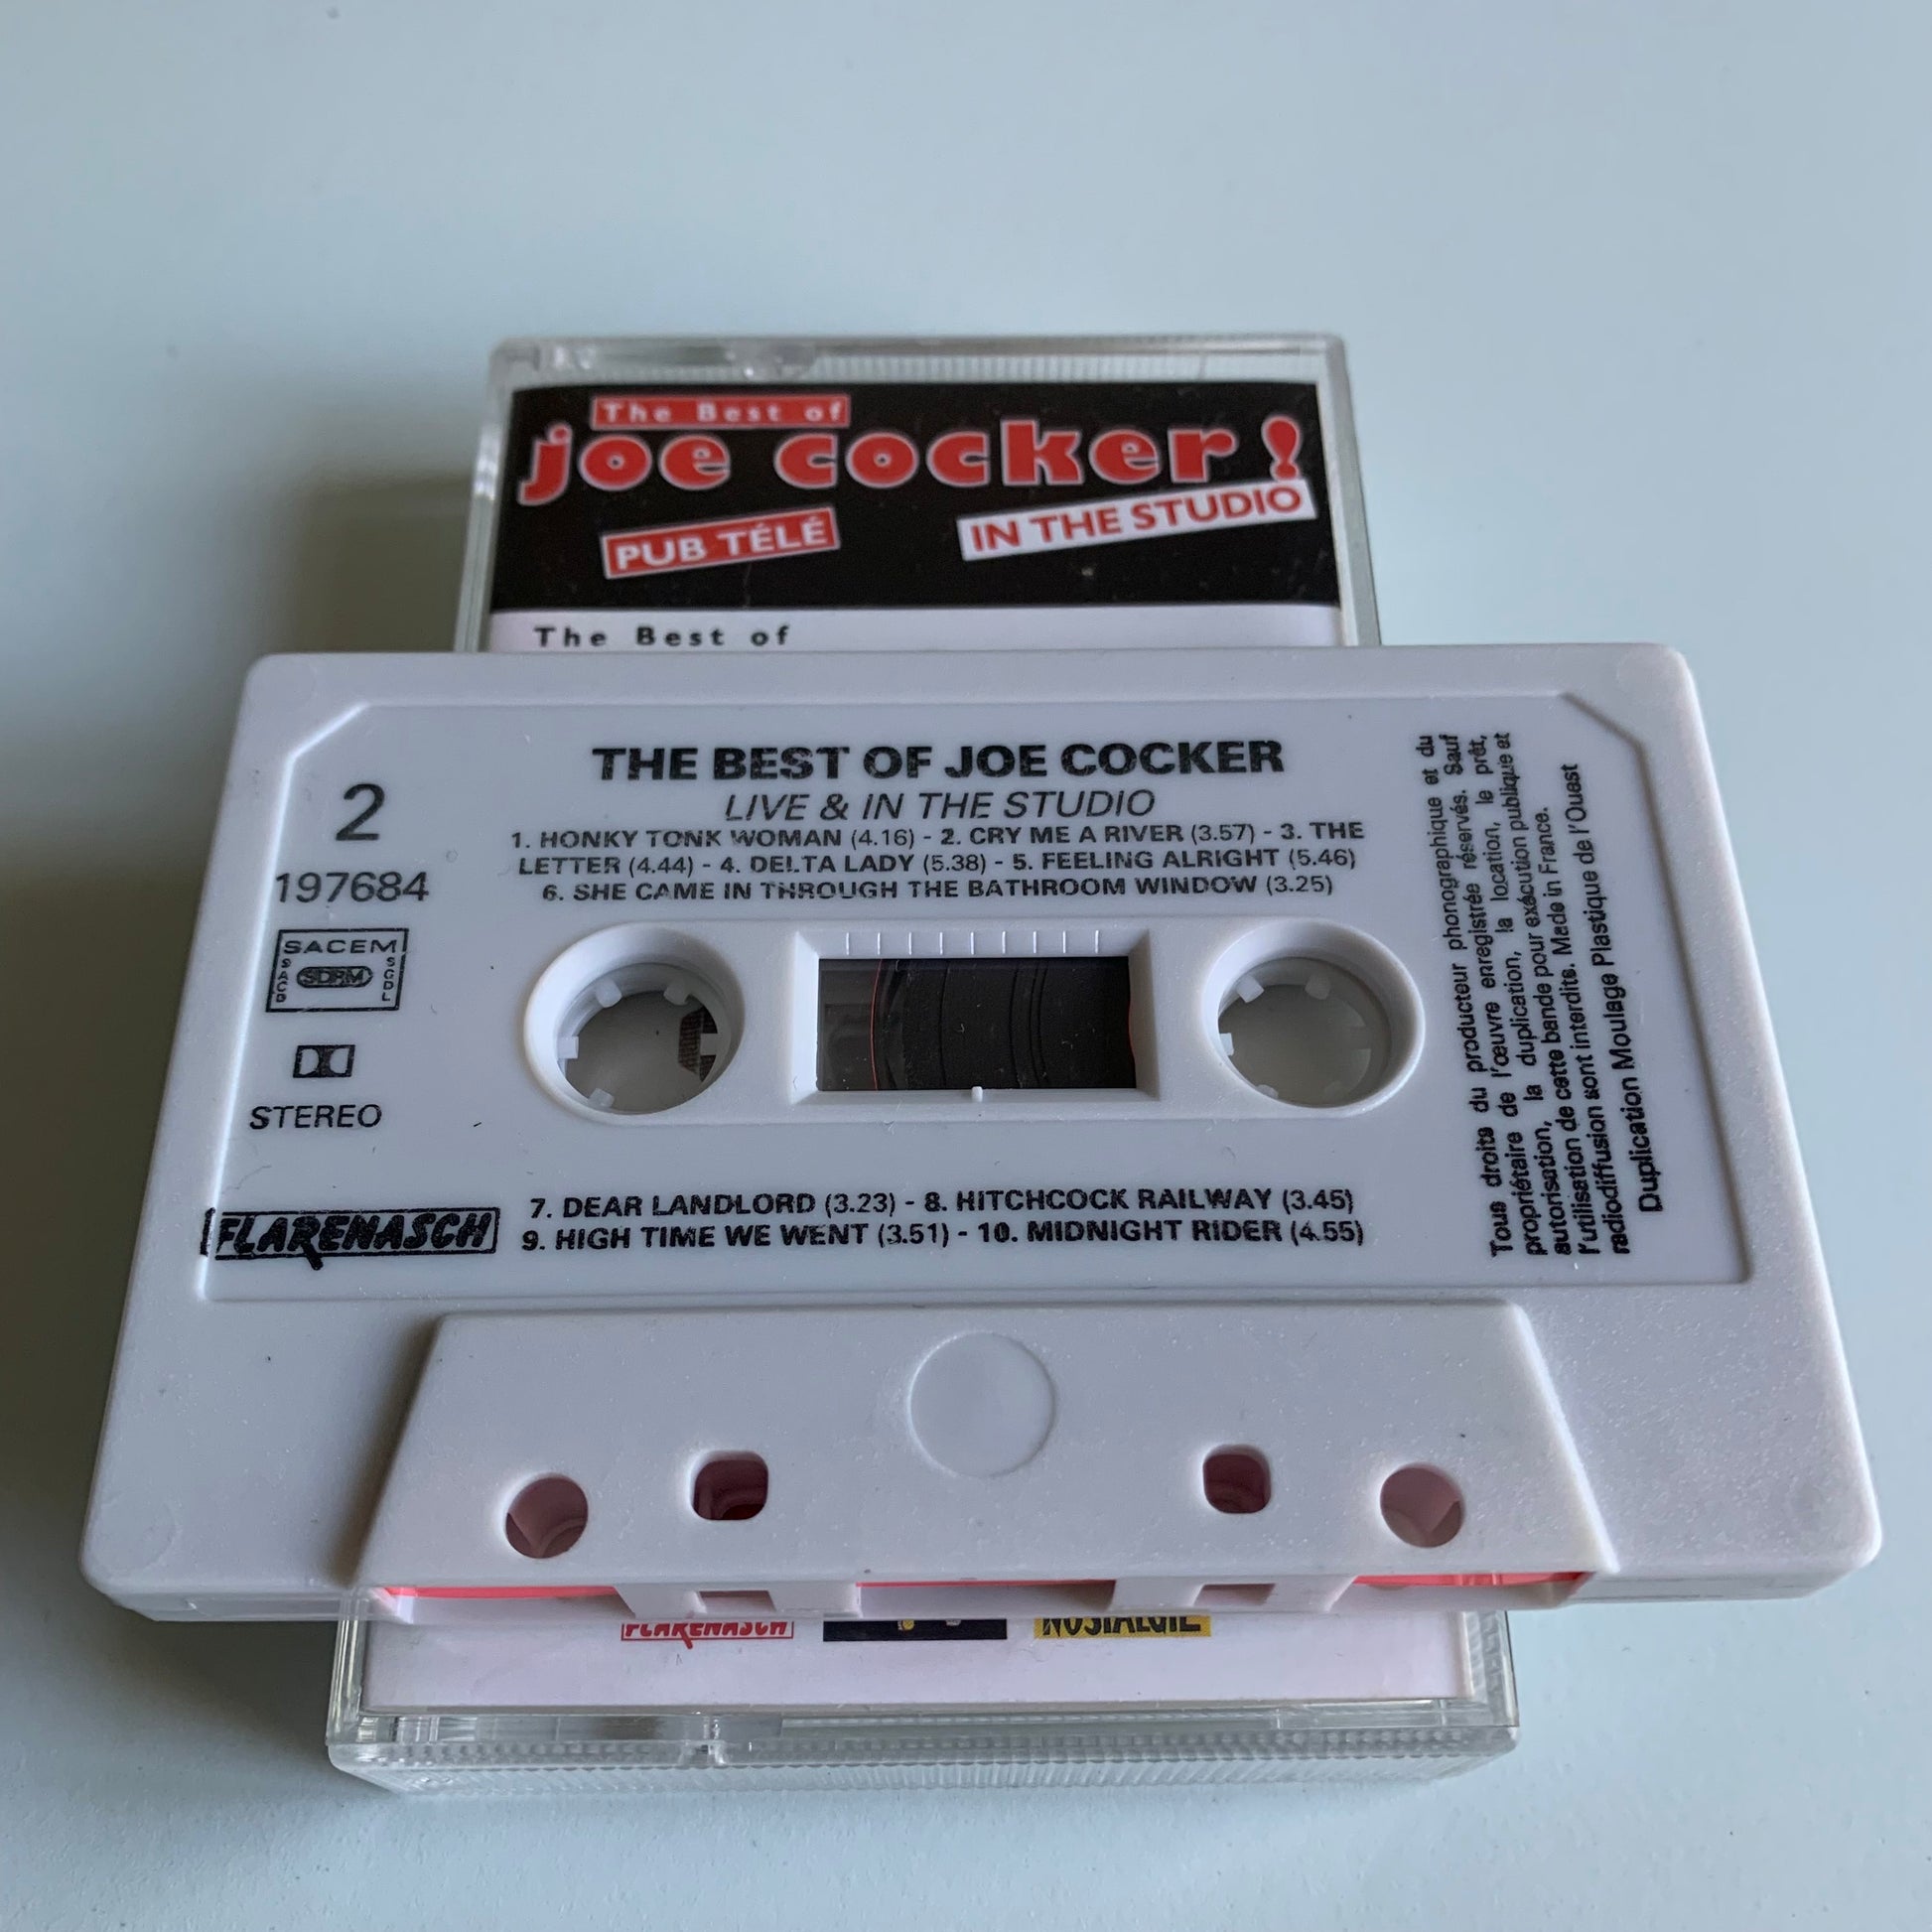 The Best of
joe cocker !
PUB TÉLÉ
IN THE STUDIO
The Best of
THE BEST OF JOE COCKER
LIVE & IN THE STUDIO
1. HONKY TONK WOMAN (4.16) - 2. CRY ME A RIVER (3.57) - 3. THE
LETTER (4.44) - 4. DELTA LADY (5.38) - 5. FEELING ALRIGHT (5.46)
6. SHE CAME IN THROUGH THE BATHROOM WINDOW (3.25)
2
197684
SACEM
SACD
SDRM
SCDL
STEREO
FLARENASCH
7. DEAR LANDLORD (3.23) - 8. HITCHCOCK RAILWAY (3.45)
9. HIGH TIME WE WENT (3.51) - 10. MIDNIGHT RIDER (4.55)
Tous droits du producteur phonographique et du
propriétaire de l'œuvre enregistrée réservés. Sauf
autorisation, la duplication, la location, le prêt,
l'utilisation de cette bande pour exécution publique et
radiodiffusion sont interdits. Made in France.
Duplication Moulage Plastique de l'Ouest
FLARENASCH
NOSTALGIE